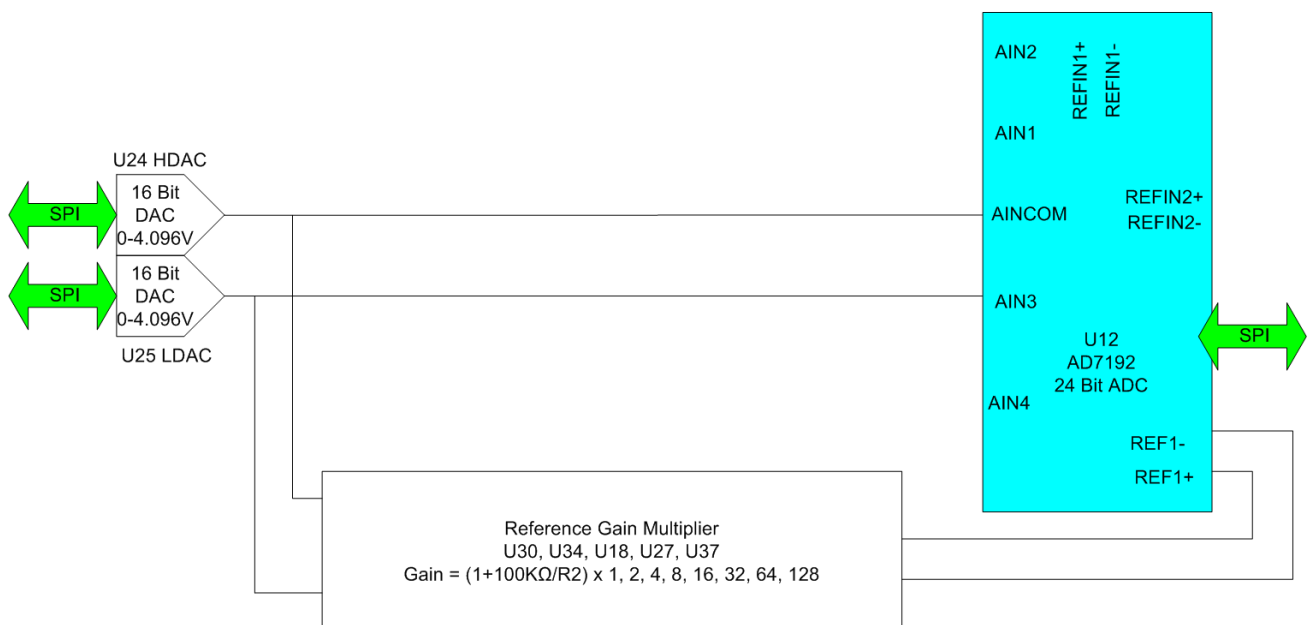 AIN2
REFIN1+
REFIN1-
AIN1
U24 HDAC
16 Bit
DAC
0-4.096V
SPI
AINCOM
REFIN2+
REFIN2-
16 Bit
DAC
0-4.096V
SPI
U25 LDAC
AIN3
U12
AD7192
24 Bit ADC
SPI
AIN4
REF1-
REF1+
Reference Gain Multiplier
U30, U34, U18, U27, U37
Gain = (1+100KΩ/R2) x 1, 2, 4, 8, 16, 32, 64, 128